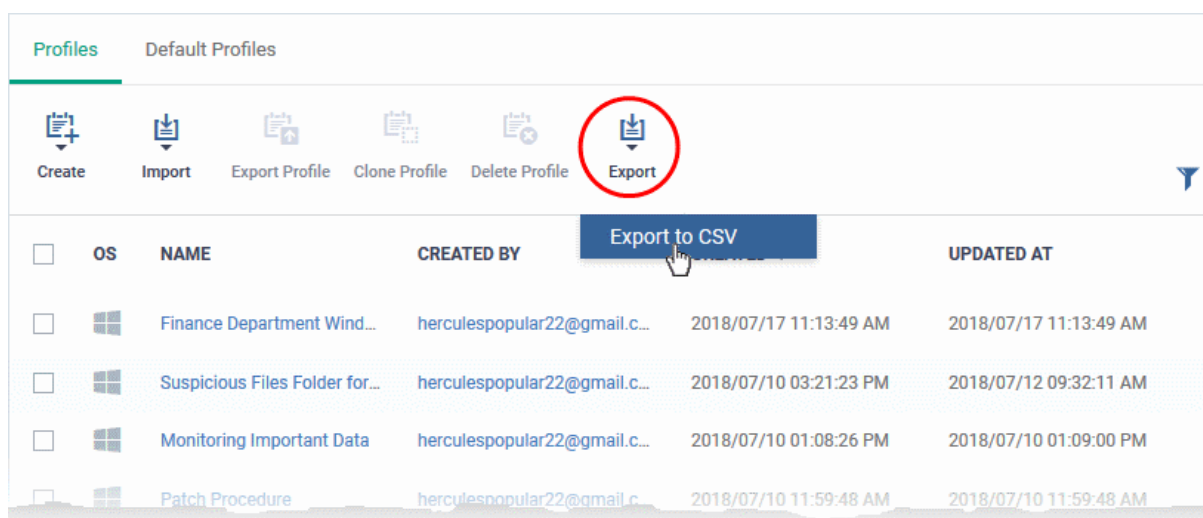 Profiles Default Profiles
Create Import Export Profile Clone Profile Delete Profile Export
Export to CSV
OS NAME CREATED BY UPDATED AT
Finance Department Wind... herculespopular22@gmail.c... 2018/07/17 11:13:49 AM 2018/07/17 11:13:49 AM
Suspicious Files Folder for... herculespopular22@gmail.c... 2018/07/10 03:21:23 PM 2018/07/12 09:32:11 AM
Monitoring Important Data herculespopular22@gmail.c... 2018/07/10 01:08:26 PM 2018/07/10 01:09:00 PM
Patch Procedure herculespopular22@gmail.c... 2018/07/10 11:59:48 AM 2018/07/10 11:59:48 AM